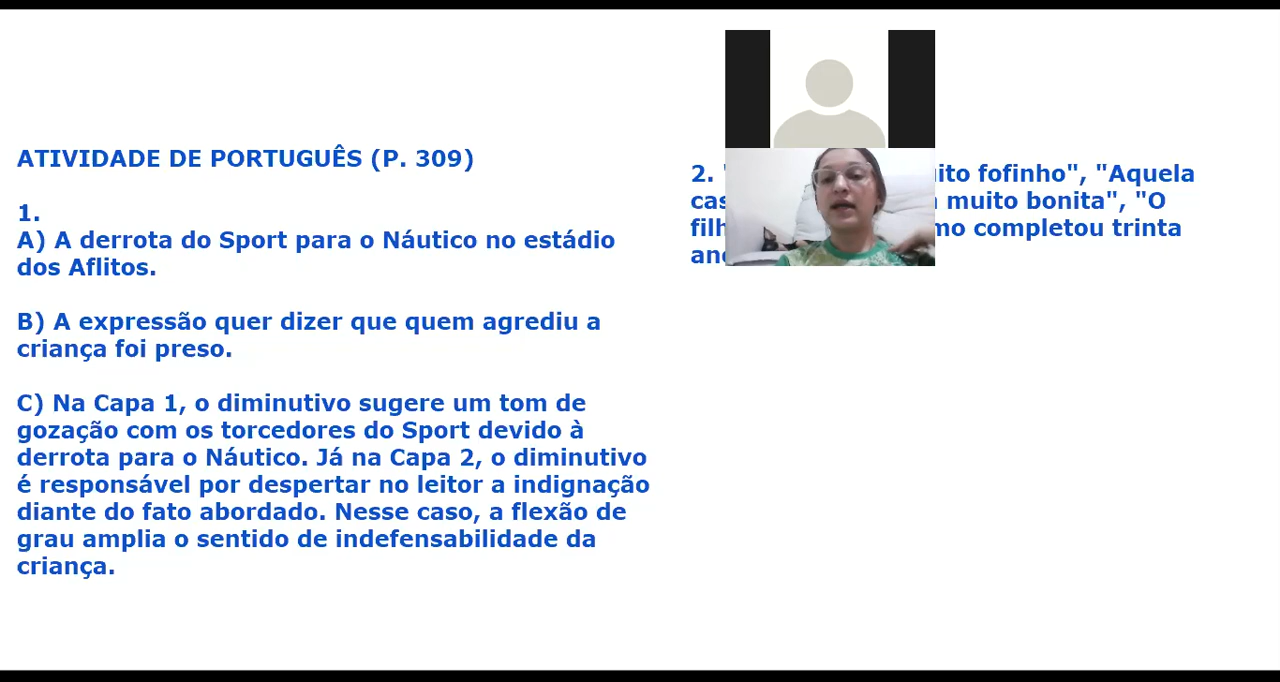 ATIVIDADE DE PORTUGUÊS (P. 309)
1.
A) A derrota do Sport para o Náutico no estádio
dos Aflitos.
B) A expressão quer dizer que quem agrediu a
criança foi preso.
C) Na Capa 1, o diminutivo sugere um tom de
gozação com os torcedores do Sport devido à
derrota para o Náutico. Já na Capa 2, o diminutivo
é responsável por despertar no leitor a indignação
diante do fato abordado. Nesse caso, a flexão de
grau amplia o sentido de indefensabilidade da
criança.
2. fofinho", "Aquela
muito bonita", "O
completou trinta